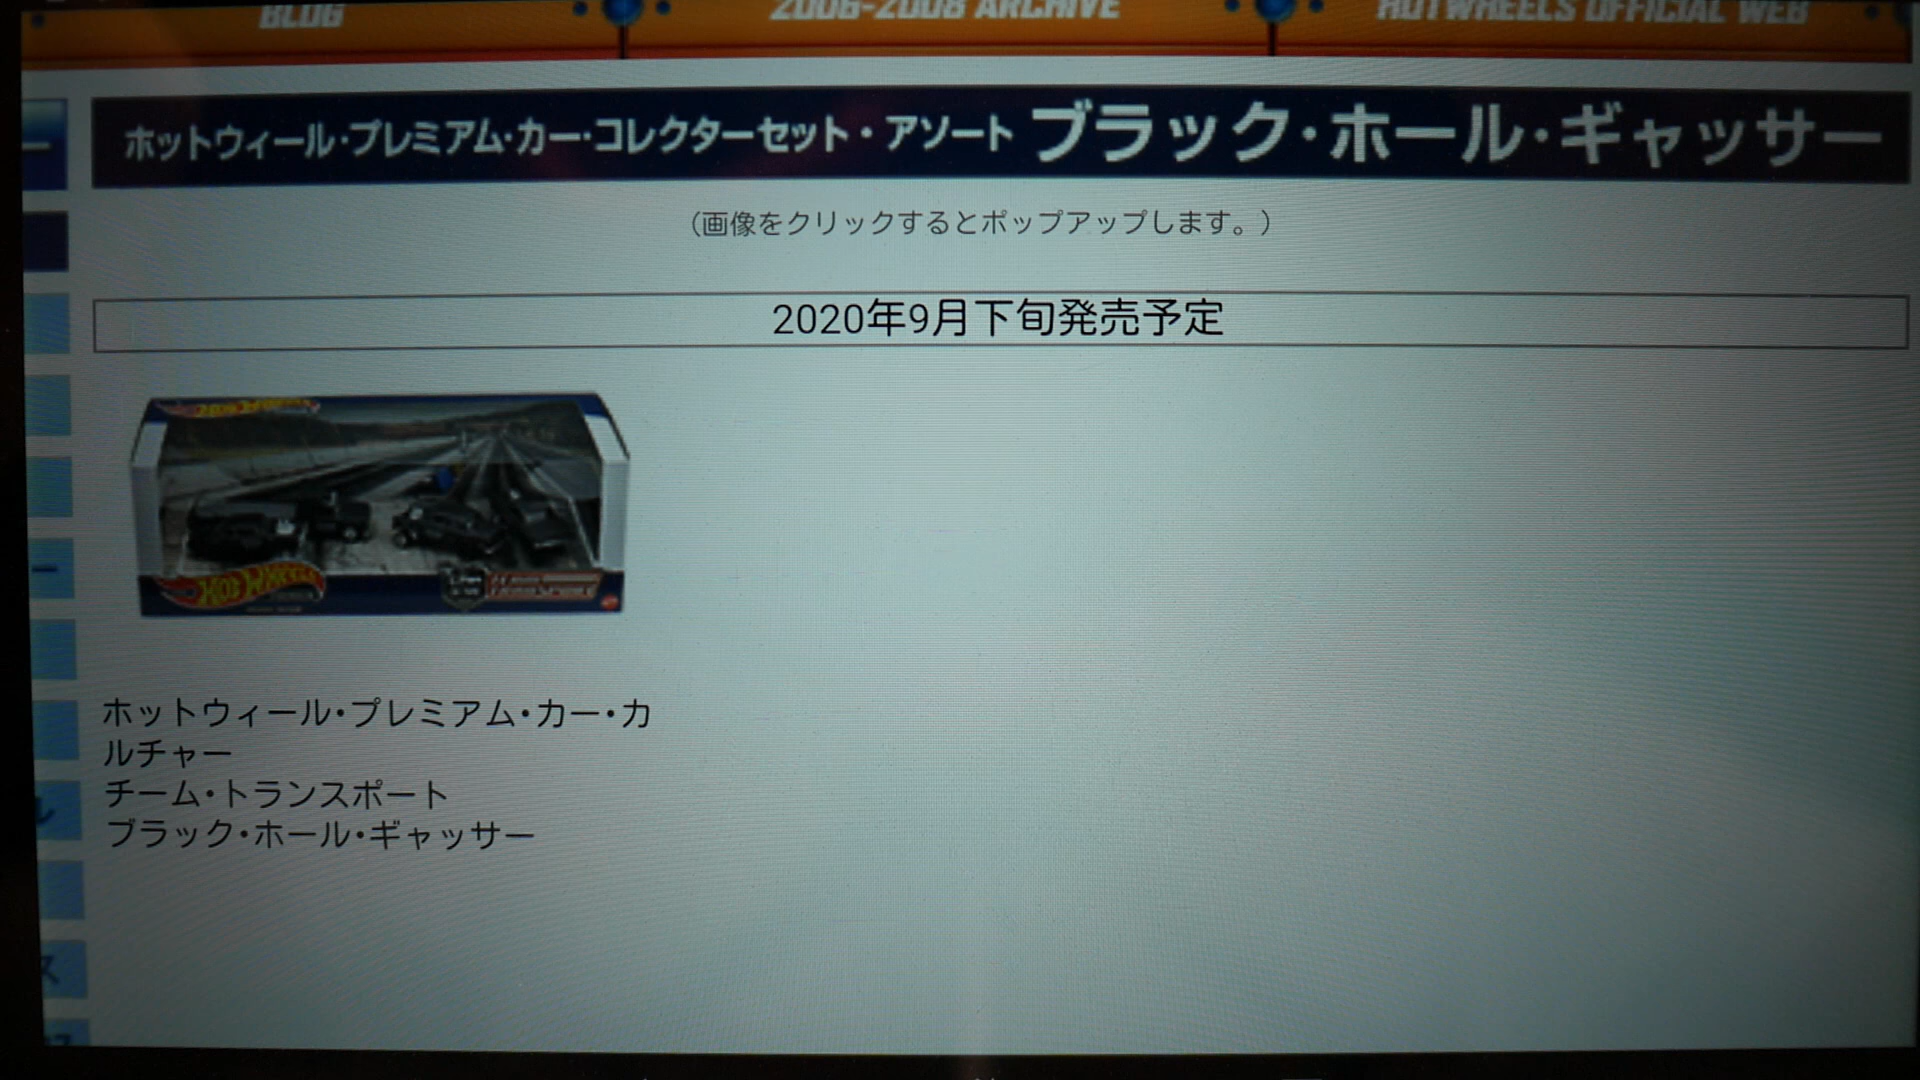 BLOG
2006-2008 ARCHIVE
HOTWHEELS OFFICIAL WEB
ホットウィール・プレミアム・カー・コレクターセット・アソート ブラック・ホール・ギャッサー
（画像をクリックするとポップアップします。）
2020年9月下旬発売予定
HOT WHEELS
ホットウィール・プレミアム・カー・カ
ルチャー
チーム・トランスポート
ブラック・ホール・ギャッサー